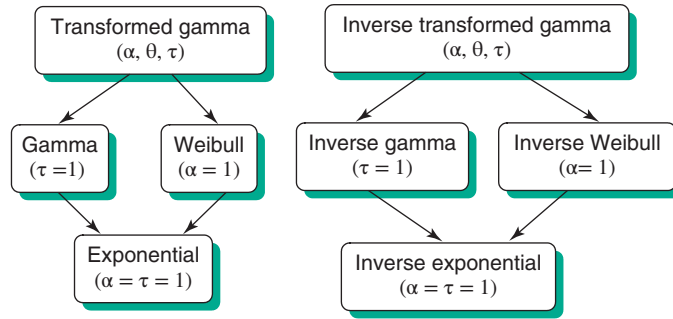 Transformed gamma
(α, θ, τ)
Gamma
(τ =1)
Weibull
(α = 1)
Exponential
(α = τ = 1)
Inverse transformed gamma
(α, θ, τ)
Inverse gamma
(τ = 1)
Inverse Weibull
(α= 1)
Inverse exponential
(α = τ = 1)